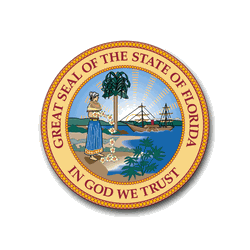 GREAT SEAL OF THE STATE OF FLORIDA
IN GOD WE TRUST